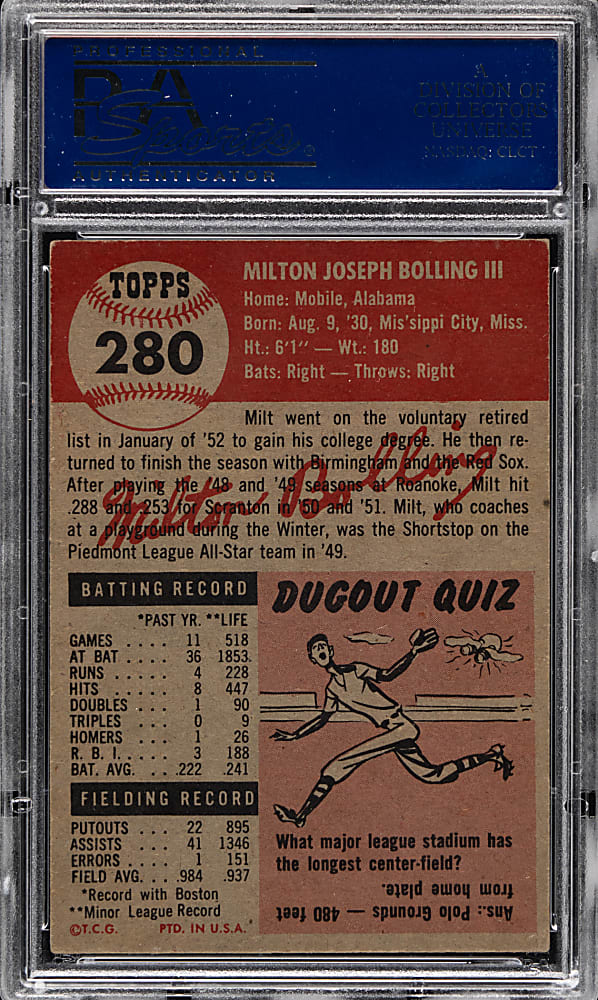 PROFESSIONAL
PSA
Sports
AUTHENTICATOR
A
DIVISION OF
COLLECTORS
UNIVERSE
NASDAQ: CLCT
TOPPS
280
MILTON JOSEPH BOLLING III
Home: Mobile, Alabama
Born: Aug. 9, '30, Mis'sippi City, Miss.
Ht.: 6'1" — Wt.: 180
Bats: Right — Throws: Right
Milt went on the voluntary retired
list in January of '52 to gain his college degree. He then re-
turned to finish the season with Birmingham and the Red Sox.
After playing the '48 and '49 seasons at Roanoke, Milt hit
.288 and .253 for Scranton in '50 and '51. Milt, who coaches
at a playground during the Winter, was the Shortstop on the
Piedmont League All-Star team in '49.
Milton Bolling
BATTING RECORD
*PAST YR. **LIFE
GAMES .... 11 518
AT BAT .... 36 1853.
RUNS .... 4 228
HITS ..... 8 447
DOUBLES ... 1 90
TRIPLES ... 0 9
HOMERS ... 1 26
R. B. I. .... 3 188
BAT. AVG. ... .222 .241
FIELDING RECORD
PUTOUTS ... 22 895
ASSISTS ... 41 1346
ERRORS .... 1 151
FIELD AVG. ... .984 .937
*Record with Boston
**Minor League Record
©T.C.G. PTD. IN U.S.A.
DUGOUT QUIZ
What major league stadium has
the longest center-field?
Ans.: Polo Grounds — 480 feet
from home plate.